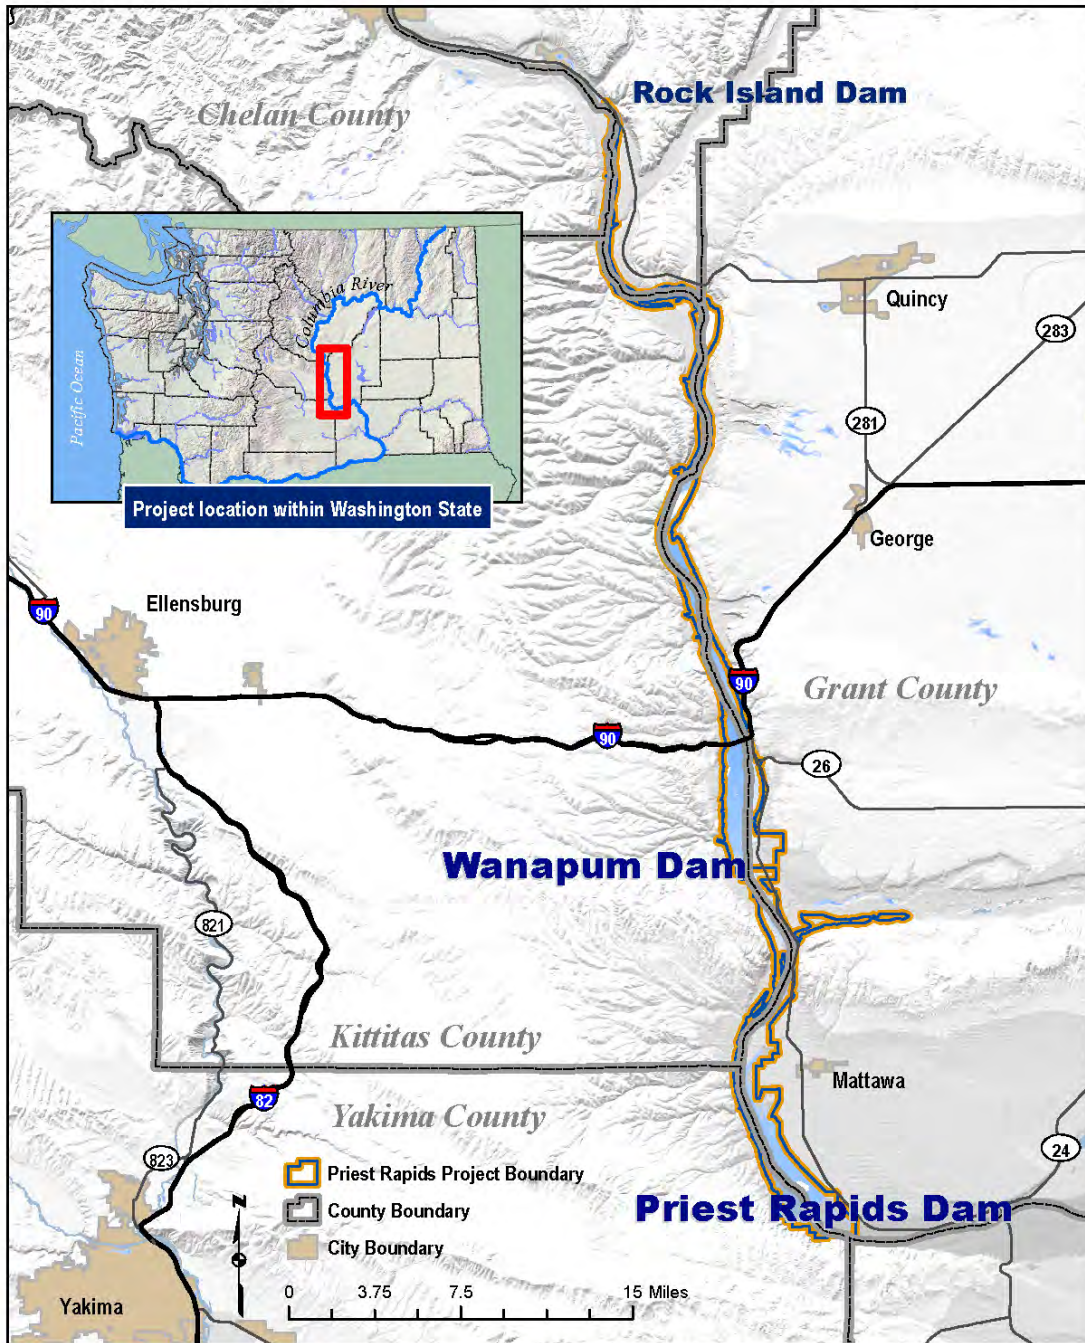 Rock Island Dam
Chelan County
Columbia River
Pacific Ocean
Project location within Washington State
Quincy
283
281
George
90
Ellensburg
90
Grant County
90
26
Wanapum Dam
821
Kittitas County
Mattawa
82
Yakima County
823
24
Priest Rapids Project Boundary
Priest Rapids Dam
County Boundary
N
City Boundary
0 3.75 7.5 15 Miles
Yakima